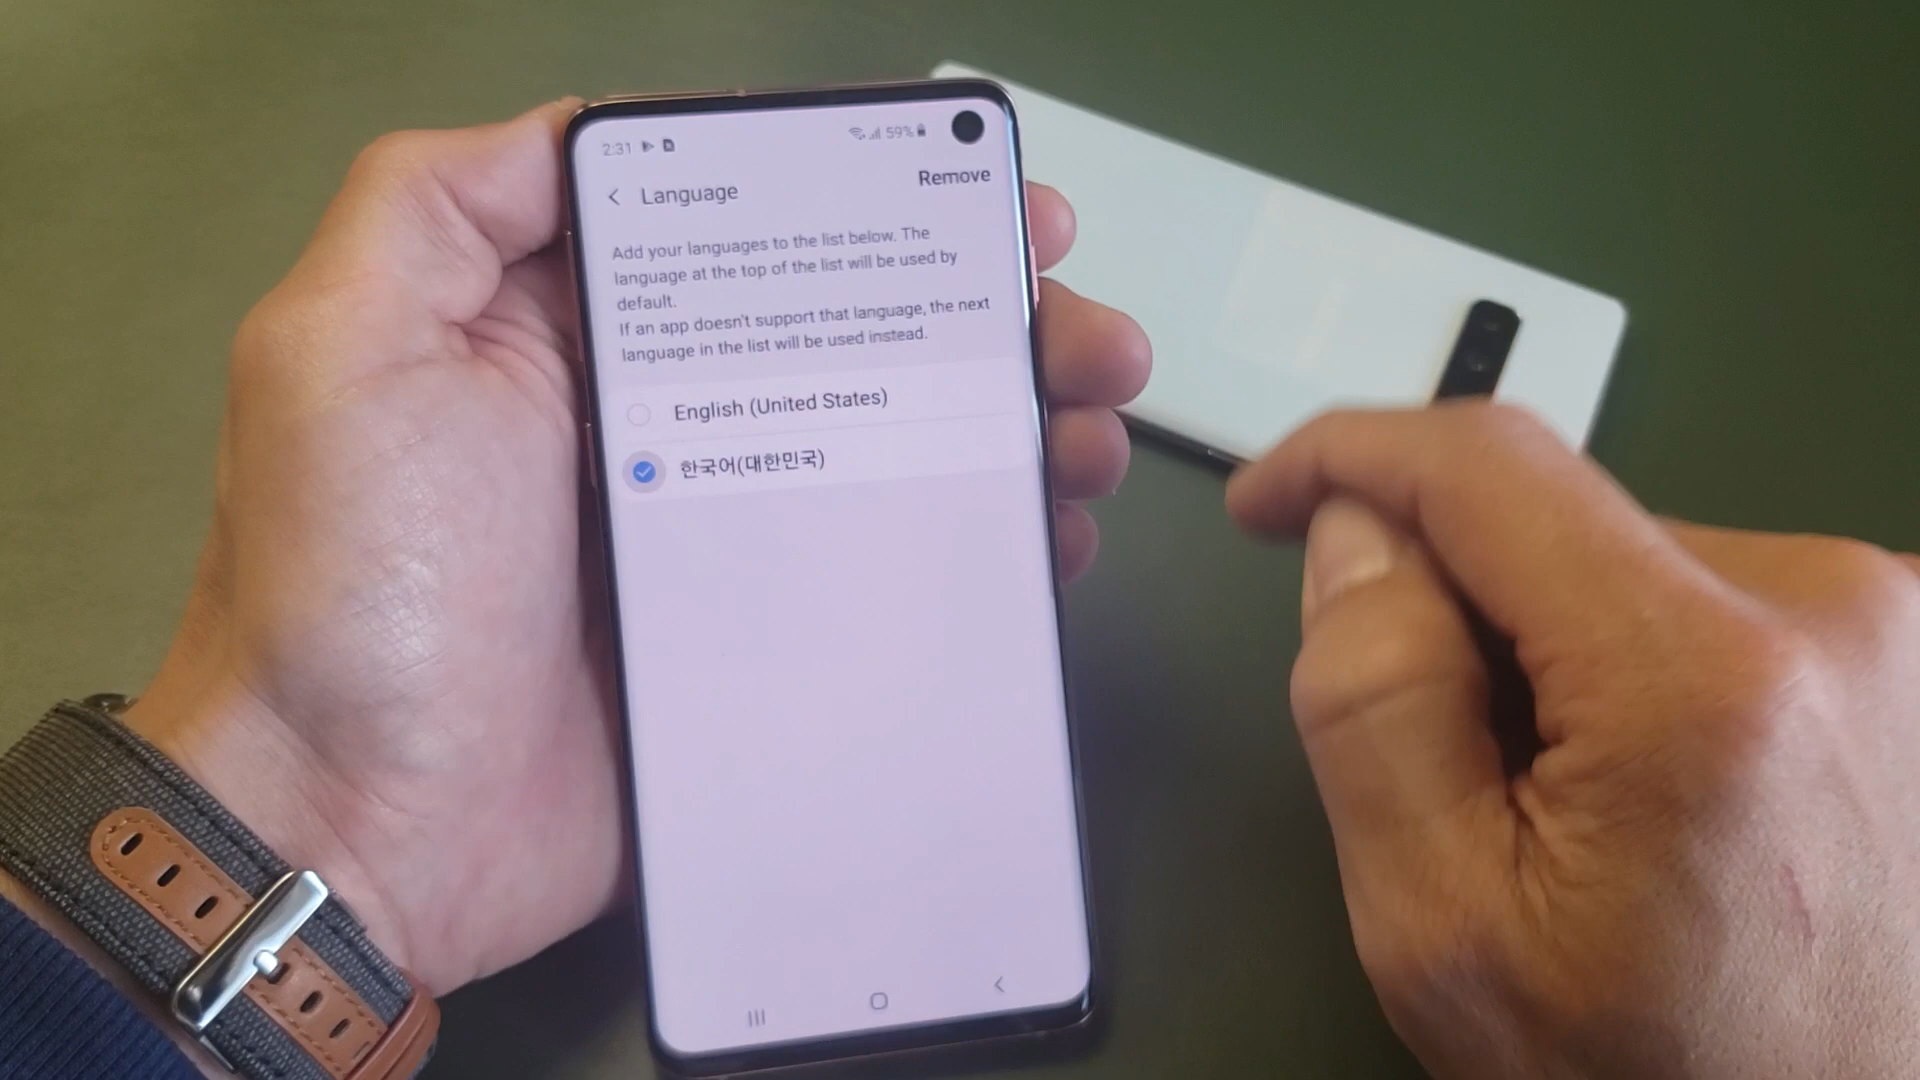 2:31
59%
Language
Remove
Add your languages to the list below. The
language at the top of the list will be used by
default.
If an app doesn't support that language, the next
language in the list will be used instead.
English (United States)
한국어(대한민국)